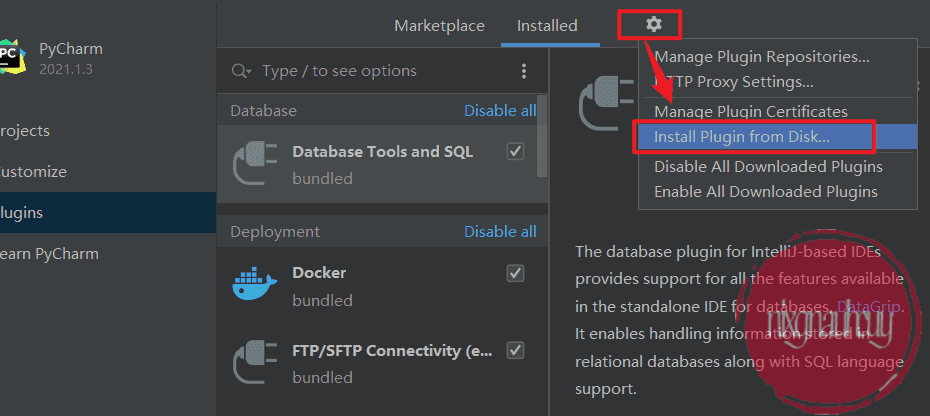 Marketplace
Installed
PC
PyCharm
2021.1.3
rojects
ustomize
lugins
earn PyCharm
Type / to see options
Database
Disable all
Database Tools and SQL
bundled
Deployment
Disable all
Docker
bundled
FTP/SFTP Connectivity (e...
bundled
Manage Plugin Repositories...
HTTP Proxy Settings...
Manage Plugin Certificates
Install Plugin from Disk...
Disable All Downloaded Plugins
Enable All Downloaded Plugins
The database plugin for IntelliJ-based IDEs
provides support for all the features available
in the standalone IDE for databases, DataGrip.
It enables handling information stored in
relational databases along with SQL language
support.